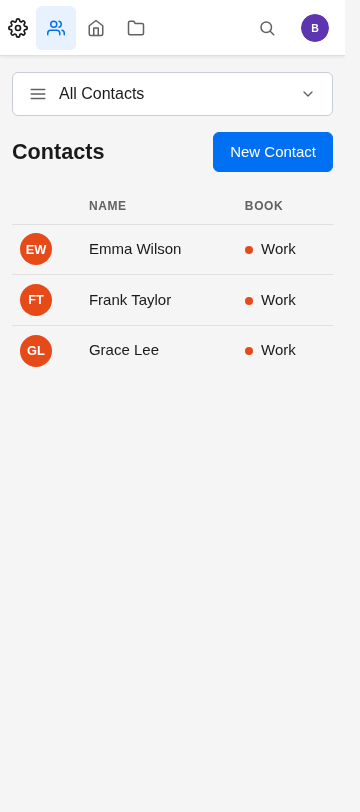 B
All Contacts
Contacts
New Contact
NAME BOOK
EW Emma Wilson Work
FT Frank Taylor Work
GL Grace Lee Work